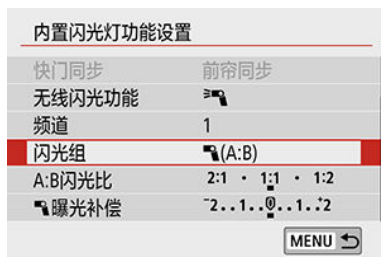 内置闪光灯功能设置
快门同步 前帘同步
无线闪光功能
频道 1
闪光组 (A:B)
A:B闪光比 2:1 · 1:1 · 1:2
曝光补偿 -2..1..0..1..+2
MENU